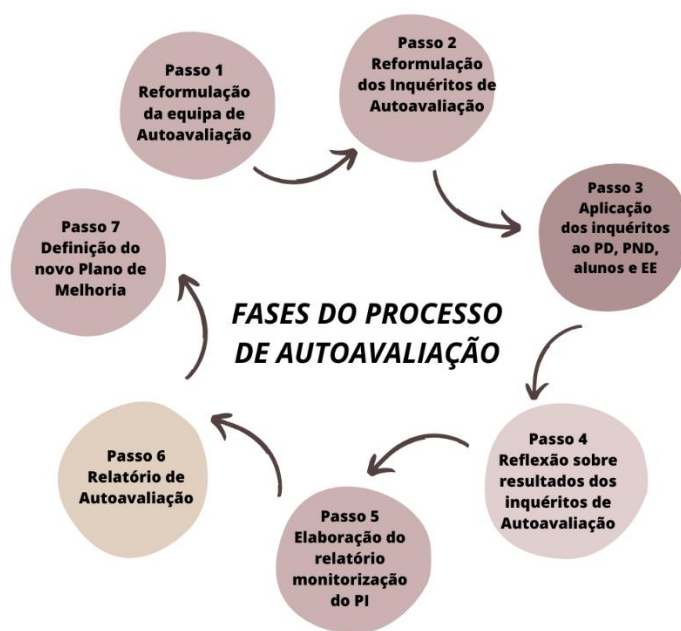 Passo 1
Reformulação
da equipa de
Autoavaliação
Passo 2
Reformulação
dos Inquéritos de
Autoavaliação
Passo 3
Aplicação
dos inquéritos
ao PD, PND,
alunos e EE
Passo 4
Reflexão sobre
resultados dos
inquéritos de
Autoavaliação
Passo 5
Elaboração do
relatório
monitorização
do PI
Passo 6
Relatório de
Autoavaliação
Passo 7
Definição do
novo Plano de
Melhoria
FASES DO PROCESSO
DE AUTOAVALIAÇÃO